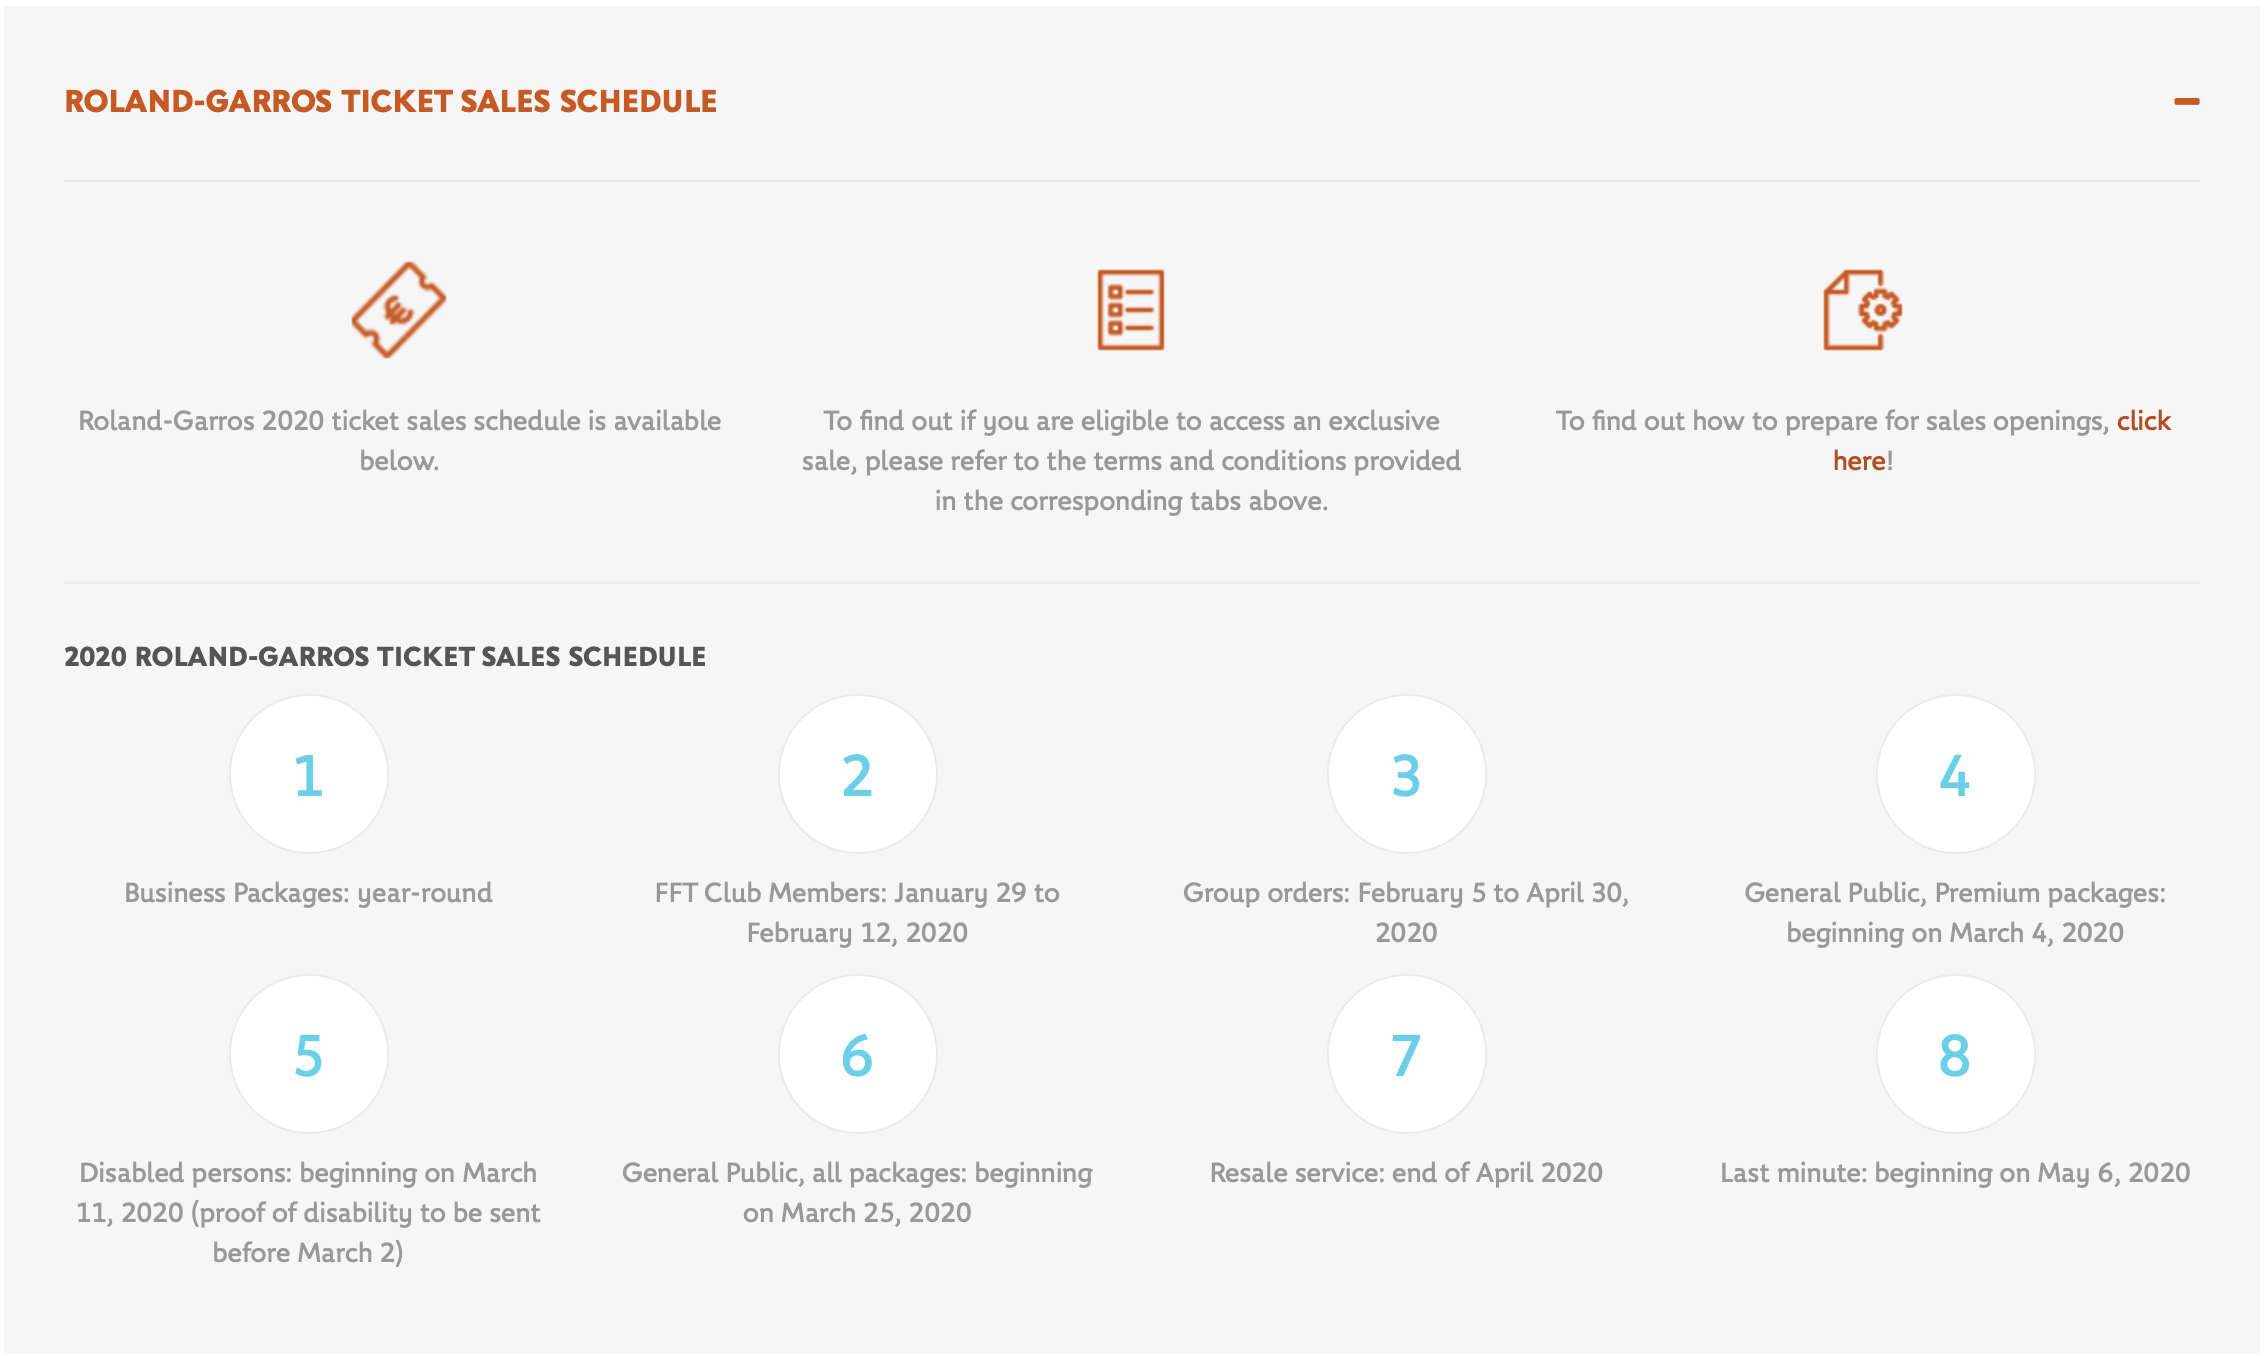 ROLAND-GARROS TICKET SALES SCHEDULE
€
Roland-Garros 2020 ticket sales schedule is available
below.
To find out if you are eligible to access an exclusive
sale, please refer to the terms and conditions provided
in the corresponding tabs above.
To find out how to prepare for sales openings, click
here!
2020 ROLAND-GARROS TICKET SALES SCHEDULE
1
Business Packages: year-round
2
FFT Club Members: January 29 to
February 12, 2020
3
Group orders: February 5 to April 30,
2020
4
General Public, Premium packages:
beginning on March 4, 2020
5
Disabled persons: beginning on March
11, 2020 (proof of disability to be sent
before March 2)
6
General Public, all packages: beginning
on March 25, 2020
7
Resale service: end of April 2020
8
Last minute: beginning on May 6, 2020